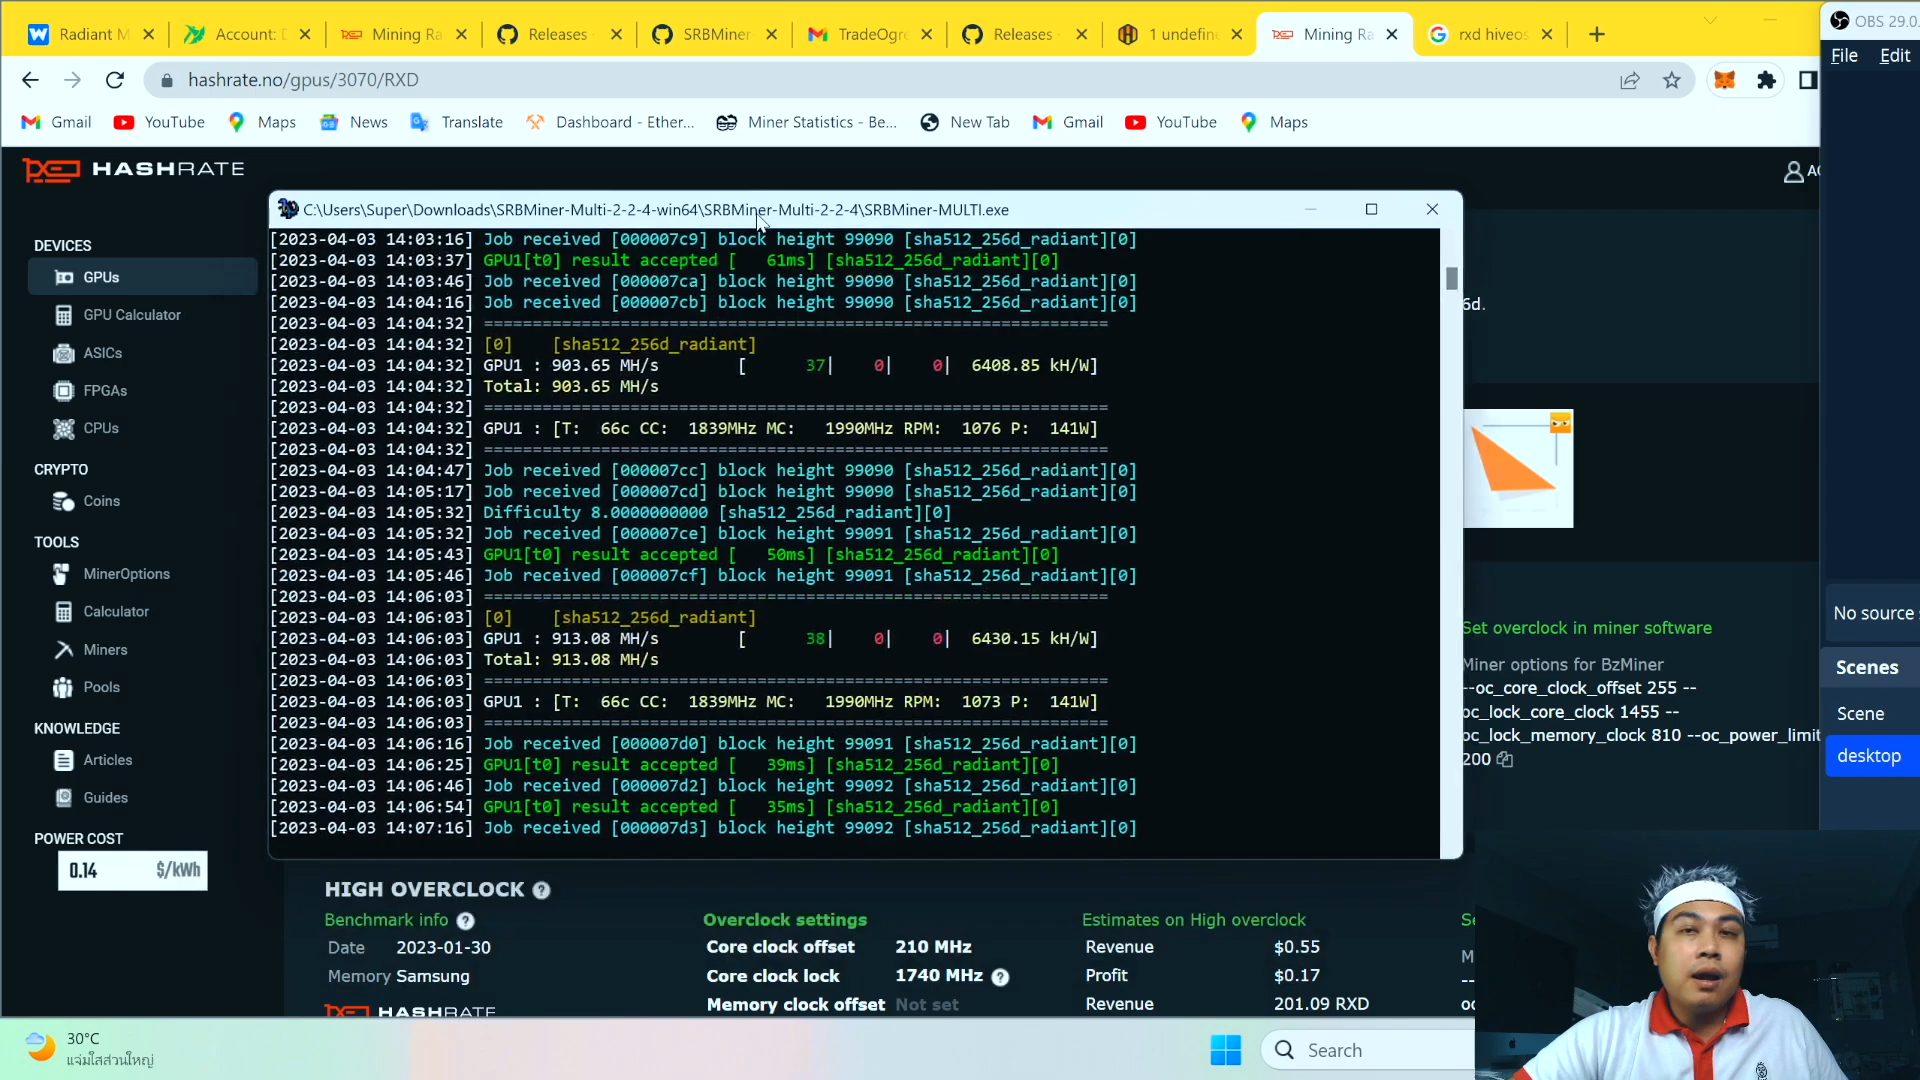 Radiant M
Account: D
Mining Ra
Releases
SRBMiner
TradeOgre
Releases
1 undefine
Mining Ra
rxd hiveos
OBS 29.0.
hashrate.no/gpus/3070/RXD
File Edit
Gmail YouTube Maps News Translate Dashboard - Ether... Miner Statistics - Be... New Tab Gmail YouTube Maps
HASHRATE
C:\Users\Super\Downloads\SRBMiner-Multi-2-2-4-win64\SRBMiner-Multi-2-2-4\SRBMiner-MULTI.exe
DEVICES
GPUs
GPU Calculator
ASICs
FPGAs
CPUs
CRYPTO
Coins
TOOLS
MinerOptions
Calculator
Miners
Pools
KNOWLEDGE
Articles
Guides
POWER COST
0.14 $/kWh
[2023-04-03 14:03:16] Job received [000007c9] block height 99090 [sha512_256d_radiant][0]
[2023-04-03 14:03:37] GPU1[t0] result accepted [ 61ms] [sha512_256d_radiant][0]
[2023-04-03 14:03:46] Job received [000007ca] block height 99090 [sha512_256d_radiant][0]
[2023-04-03 14:04:16] Job received [000007cb] block height 99090 [sha512_256d_radiant][0]
[2023-04-03 14:04:32] ================================================================
[2023-04-03 14:04:32] [0] [sha512_256d_radiant]
[2023-04-03 14:04:32] GPU1 : 903.65 MH/s [ 37| 0| 0| 6408.85 kH/W]
[2023-04-03 14:04:32] Total: 903.65 MH/s
[2023-04-03 14:04:32] ================================================================
[2023-04-03 14:04:32] GPU1 : [T: 66c CC: 1839MHz MC: 1990MHz RPM: 1076 P: 141W]
[2023-04-03 14:04:32] ================================================================
[2023-04-03 14:04:47] Job received [000007cc] block height 99090 [sha512_256d_radiant][0]
[2023-04-03 14:05:17] Job received [000007cd] block height 99090 [sha512_256d_radiant][0]
[2023-04-03 14:05:32] Difficulty 8.0000000000 [sha512_256d_radiant][0]
[2023-04-03 14:05:32] Job received [000007ce] block height 99091 [sha512_256d_radiant][0]
[2023-04-03 14:05:43] GPU1[t0] result accepted [ 50ms] [sha512_256d_radiant][0]
[2023-04-03 14:05:46] Job received [000007cf] block height 99091 [sha512_256d_radiant][0]
[2023-04-03 14:06:03] ================================================================
[2023-04-03 14:06:03] [0] [sha512_256d_radiant]
[2023-04-03 14:06:03] GPU1 : 913.08 MH/s [ 38| 0| 0| 6430.15 kH/W]
[2023-04-03 14:06:03] Total: 913.08 MH/s
[2023-04-03 14:06:03] ================================================================
[2023-04-03 14:06:03] GPU1 : [T: 66c CC: 1839MHz MC: 1990MHz RPM: 1073 P: 141W]
[2023-04-03 14:06:03] ================================================================
[2023-04-03 14:06:16] Job received [000007d0] block height 99091 [sha512_256d_radiant][0]
[2023-04-03 14:06:25] GPU1[t0] result accepted [ 39ms] [sha512_256d_radiant][0]
[2023-04-03 14:06:46] Job received [000007d2] block height 99092 [sha512_256d_radiant][0]
[2023-04-03 14:06:54] GPU1[t0] result accepted [ 35ms] [sha512_256d_radiant][0]
[2023-04-03 14:07:16] Job received [000007d3] block height 99092 [sha512_256d_radiant][0]
6d.
Set overclock in miner software
Miner options for BzMiner
--oc_core_clock_offset 255 --
oc_lock_core_clock 1455 --
oc_lock_memory_clock 810 --oc_power_limit
200
No source s
Scenes
Scene
desktop
HIGH OVERCLOCK
Benchmark info
Date 2023-01-30
Memory Samsung
HASHRATE
Overclock settings
Core clock offset 210 MHz
Core clock lock 1740 MHz
Memory clock offset Not set
Estimates on High overclock
Revenue $0.55
Profit $0.17
Revenue 201.09 RXD
30°C
แจ่มใสส่วนใหญ่
Search